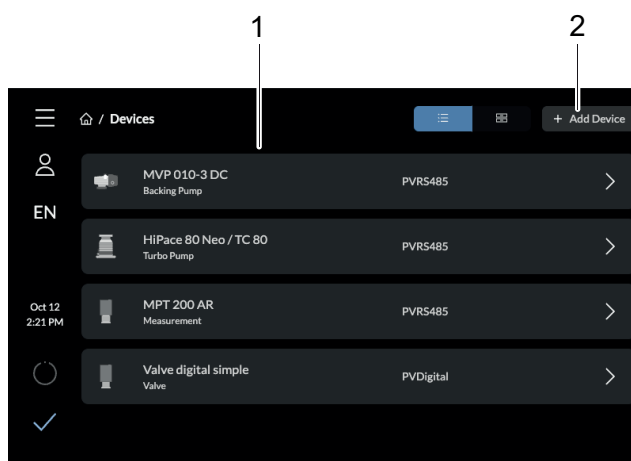 1
2
/ Devices
+ Add Device
EN
Oct 12
2:21 PM
MVP 010-3 DC
Backing Pump
PVRS485
HiPace 80 Neo / TC 80
Turbo Pump
PVRS485
MPT 200 AR
Measurement
PVRS485
Valve digital simple
Valve
PVDigital